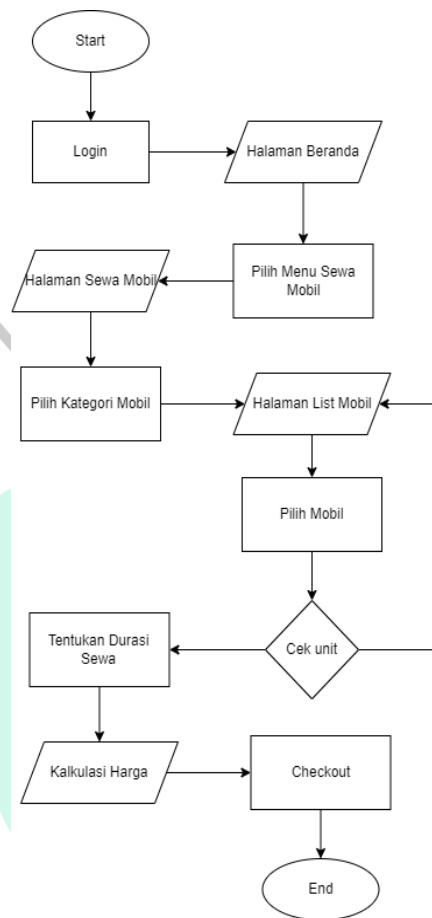 Start
Login
Halaman Beranda
Pilih Menu Sewa
Mobil
Halaman Sewa Mobil
Pilih Kategori Mobil
Halaman List Mobil
Pilih Mobil
Cek unit
Tentukan Durasi
Sewa
Kalkulasi Harga
Checkout
End